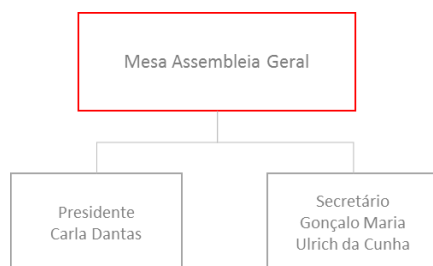 Mesa Assembleia Geral
Presidente
Carla Dantas
Secretário
Gonçalo Maria
Ulrich da Cunha